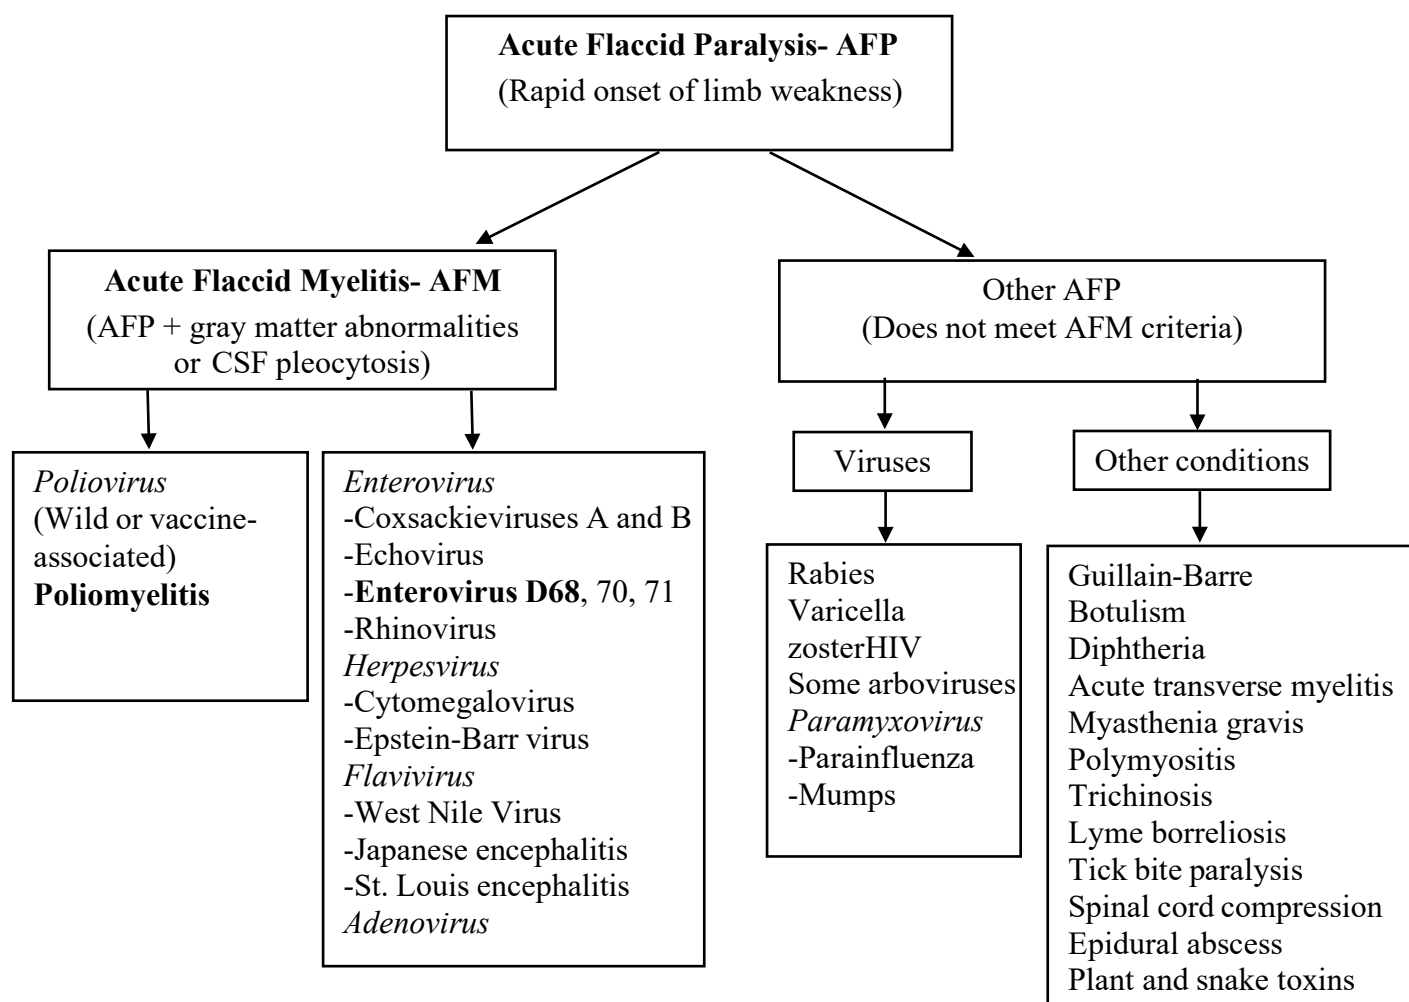 Acute Flaccid Paralysis- AFP
(Rapid onset of limb weakness)
Acute Flaccid Myelitis- AFM
(AFP + gray matter abnormalities
or CSF pleocytosis)
Other AFP
(Does not meet AFM criteria)
Poliovirus
(Wild or vaccine-
associated)
Poliomyelitis
Enterovirus
-Coxsackieviruses A and B
-Echovirus
-Enterovirus D68, 70, 71
-Rhinovirus
Herpesvirus
-Cytomegalovirus
-Epstein-Barr virus
Flavivirus
-West Nile Virus
-Japanese encephalitis
-St. Louis encephalitis
Adenovirus
Viruses
Rabies
Varicella
zosterHIV
Some arboviruses
Paramyxovirus
-Parainfluenza
-Mumps
Other conditions
Guillain-Barre
Botulism
Diphtheria
Acute transverse myelitis
Myasthenia gravis
Polymyositis
Trichinosis
Lyme borreliosis
Tick bite paralysis
Spinal cord compression
Epidural abscess
Plant and snake toxins